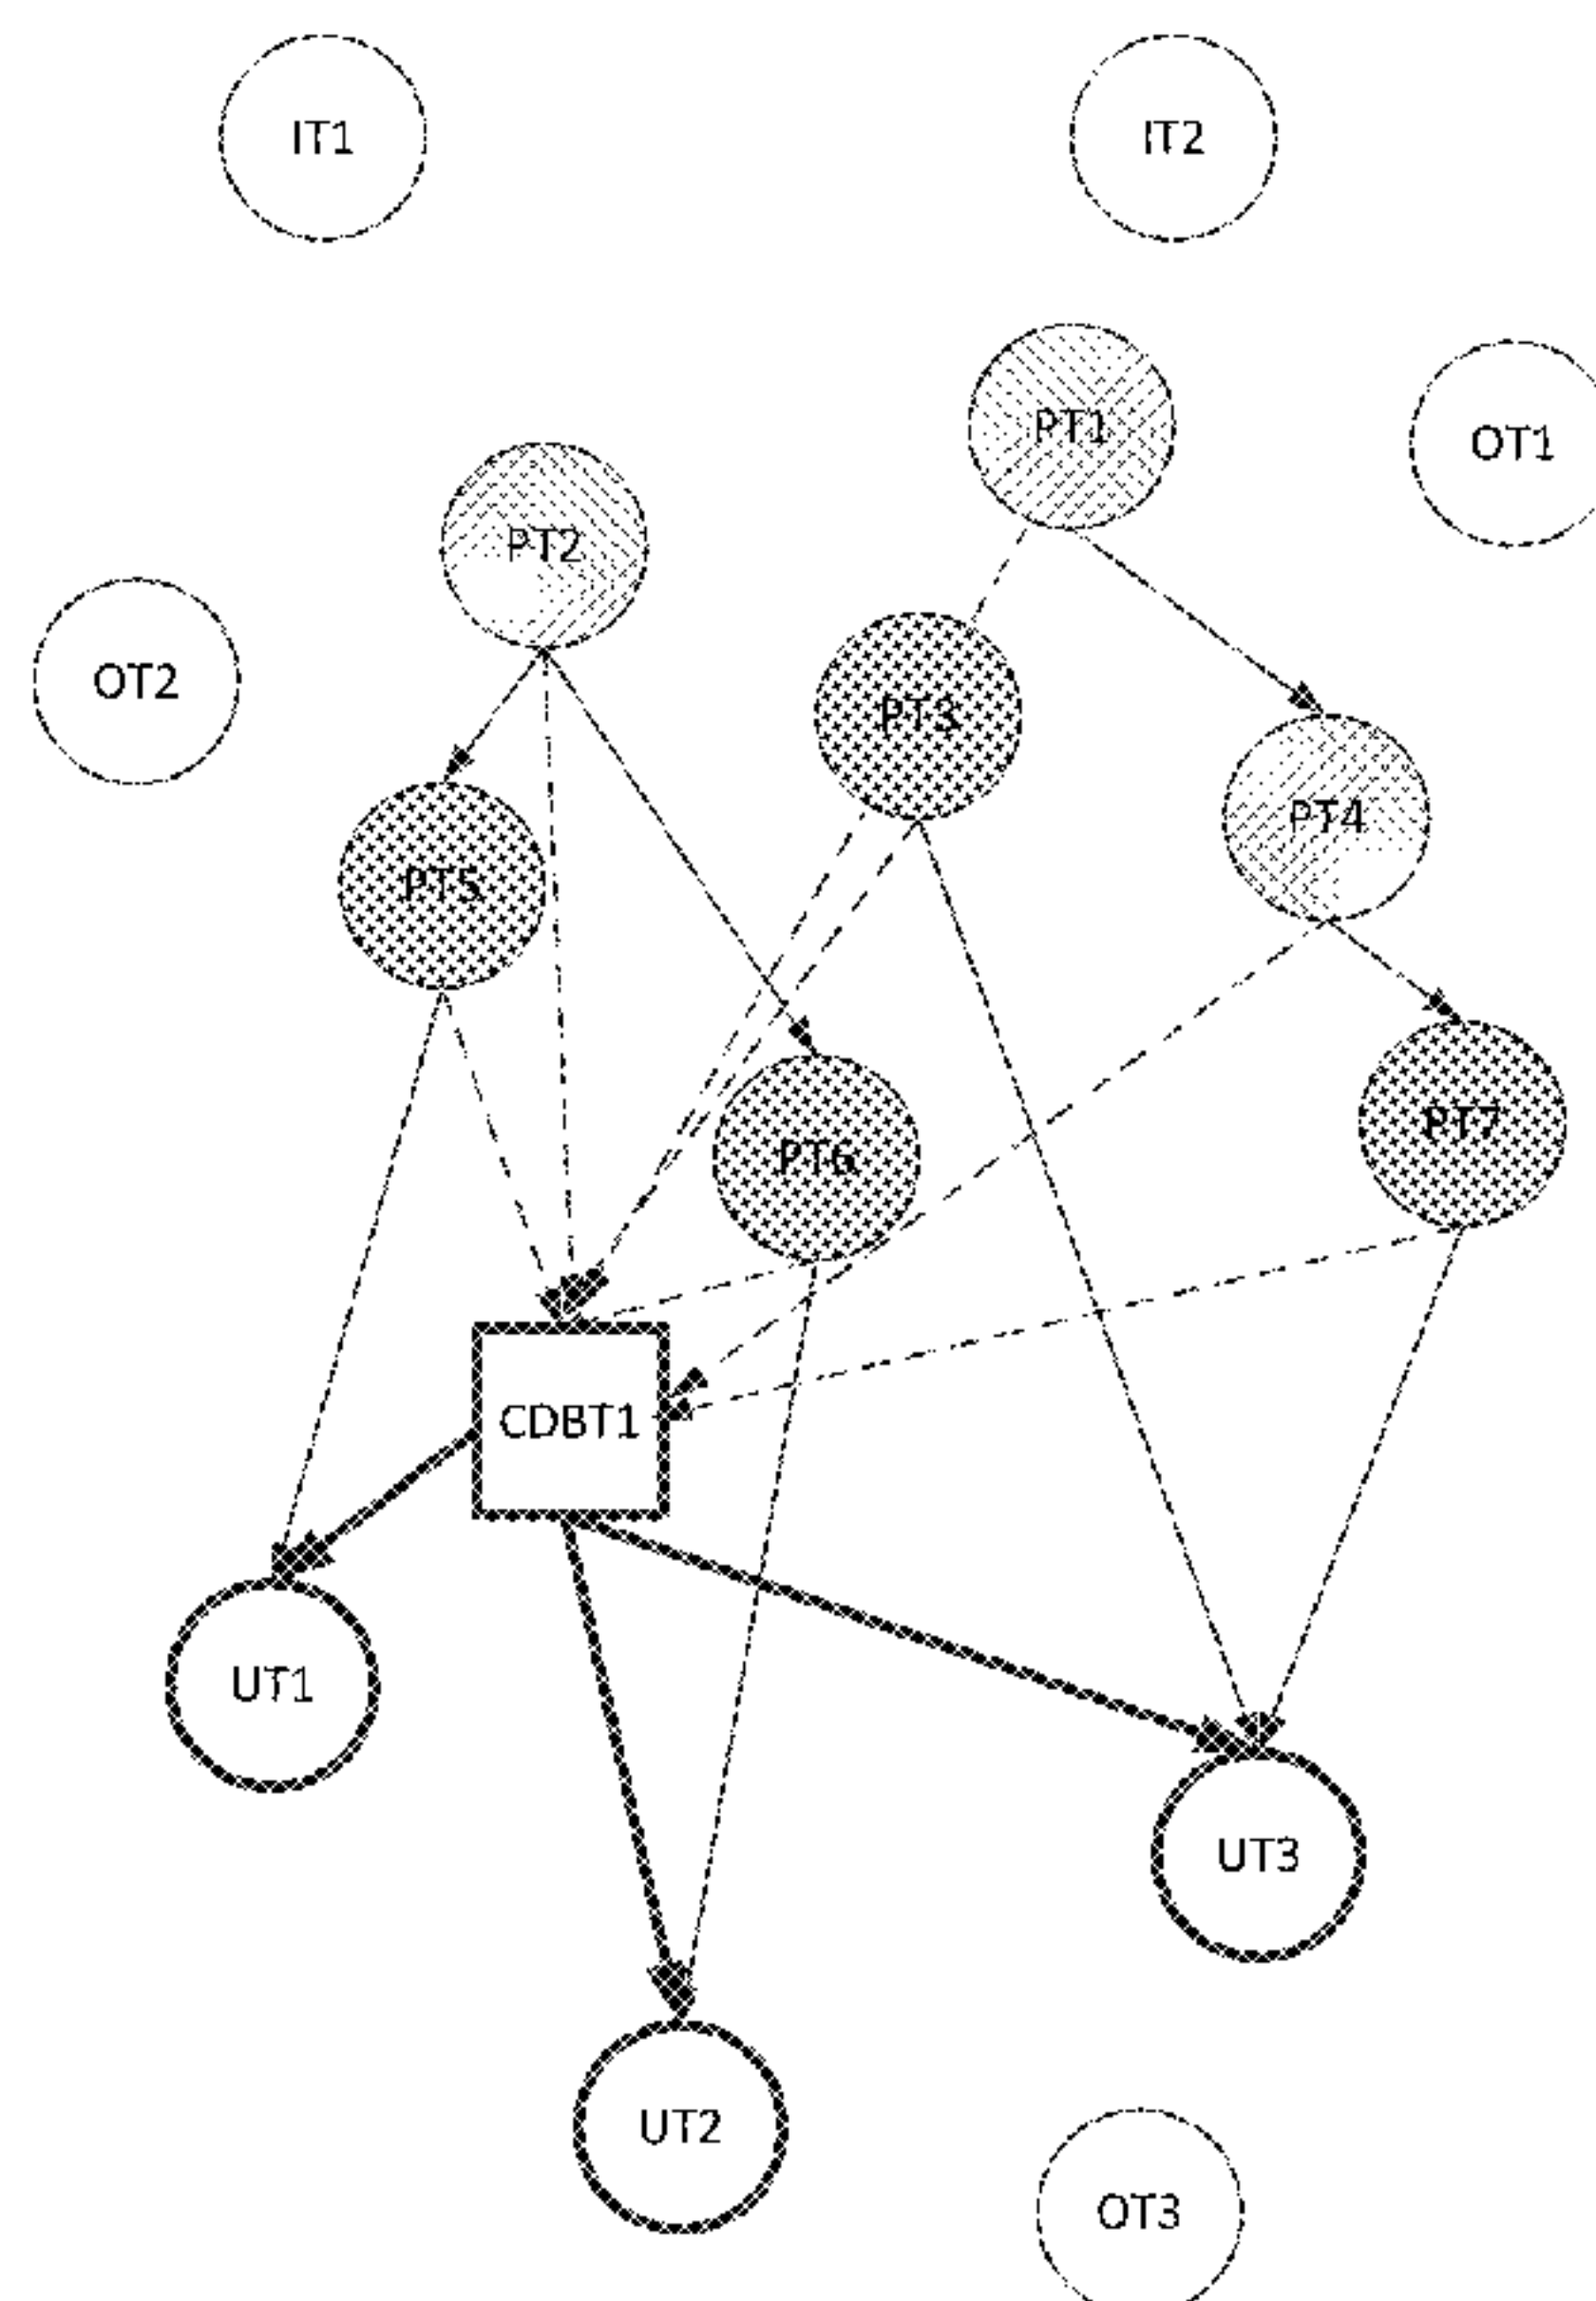 IT1
IT2
PT1
OT1
PT2
OT2
PT3
PT4
PT5
PT7
PT6
CDBT1
UT1
UT3
UT2
OT3